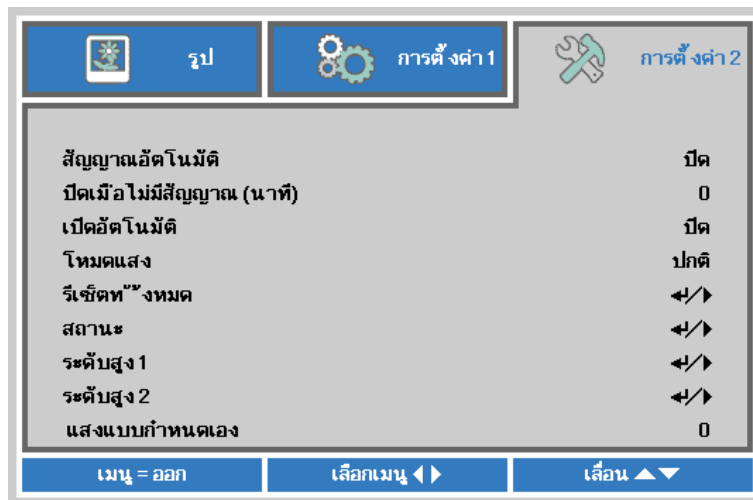 รูป
การตั้งค่า 1
การตั้งค่า 2
สัญญาณอัตโนมัติ ปิด
ปิดเมื่อไม่มีสัญญาณ (นาที) 0
เปิดอัตโนมัติ ปิด
โหมดแสง ปกติ
รีเซ็ตทั้งหมด ↵/▶
สถานะ ↵/▶
ระดับสูง 1 ↵/▶
ระดับสูง 2 ↵/▶
แสงแบบกำหนดเอง 0
เมนู = ออก
เลือกเมนู ◀▶
เลื่อน ▲▼